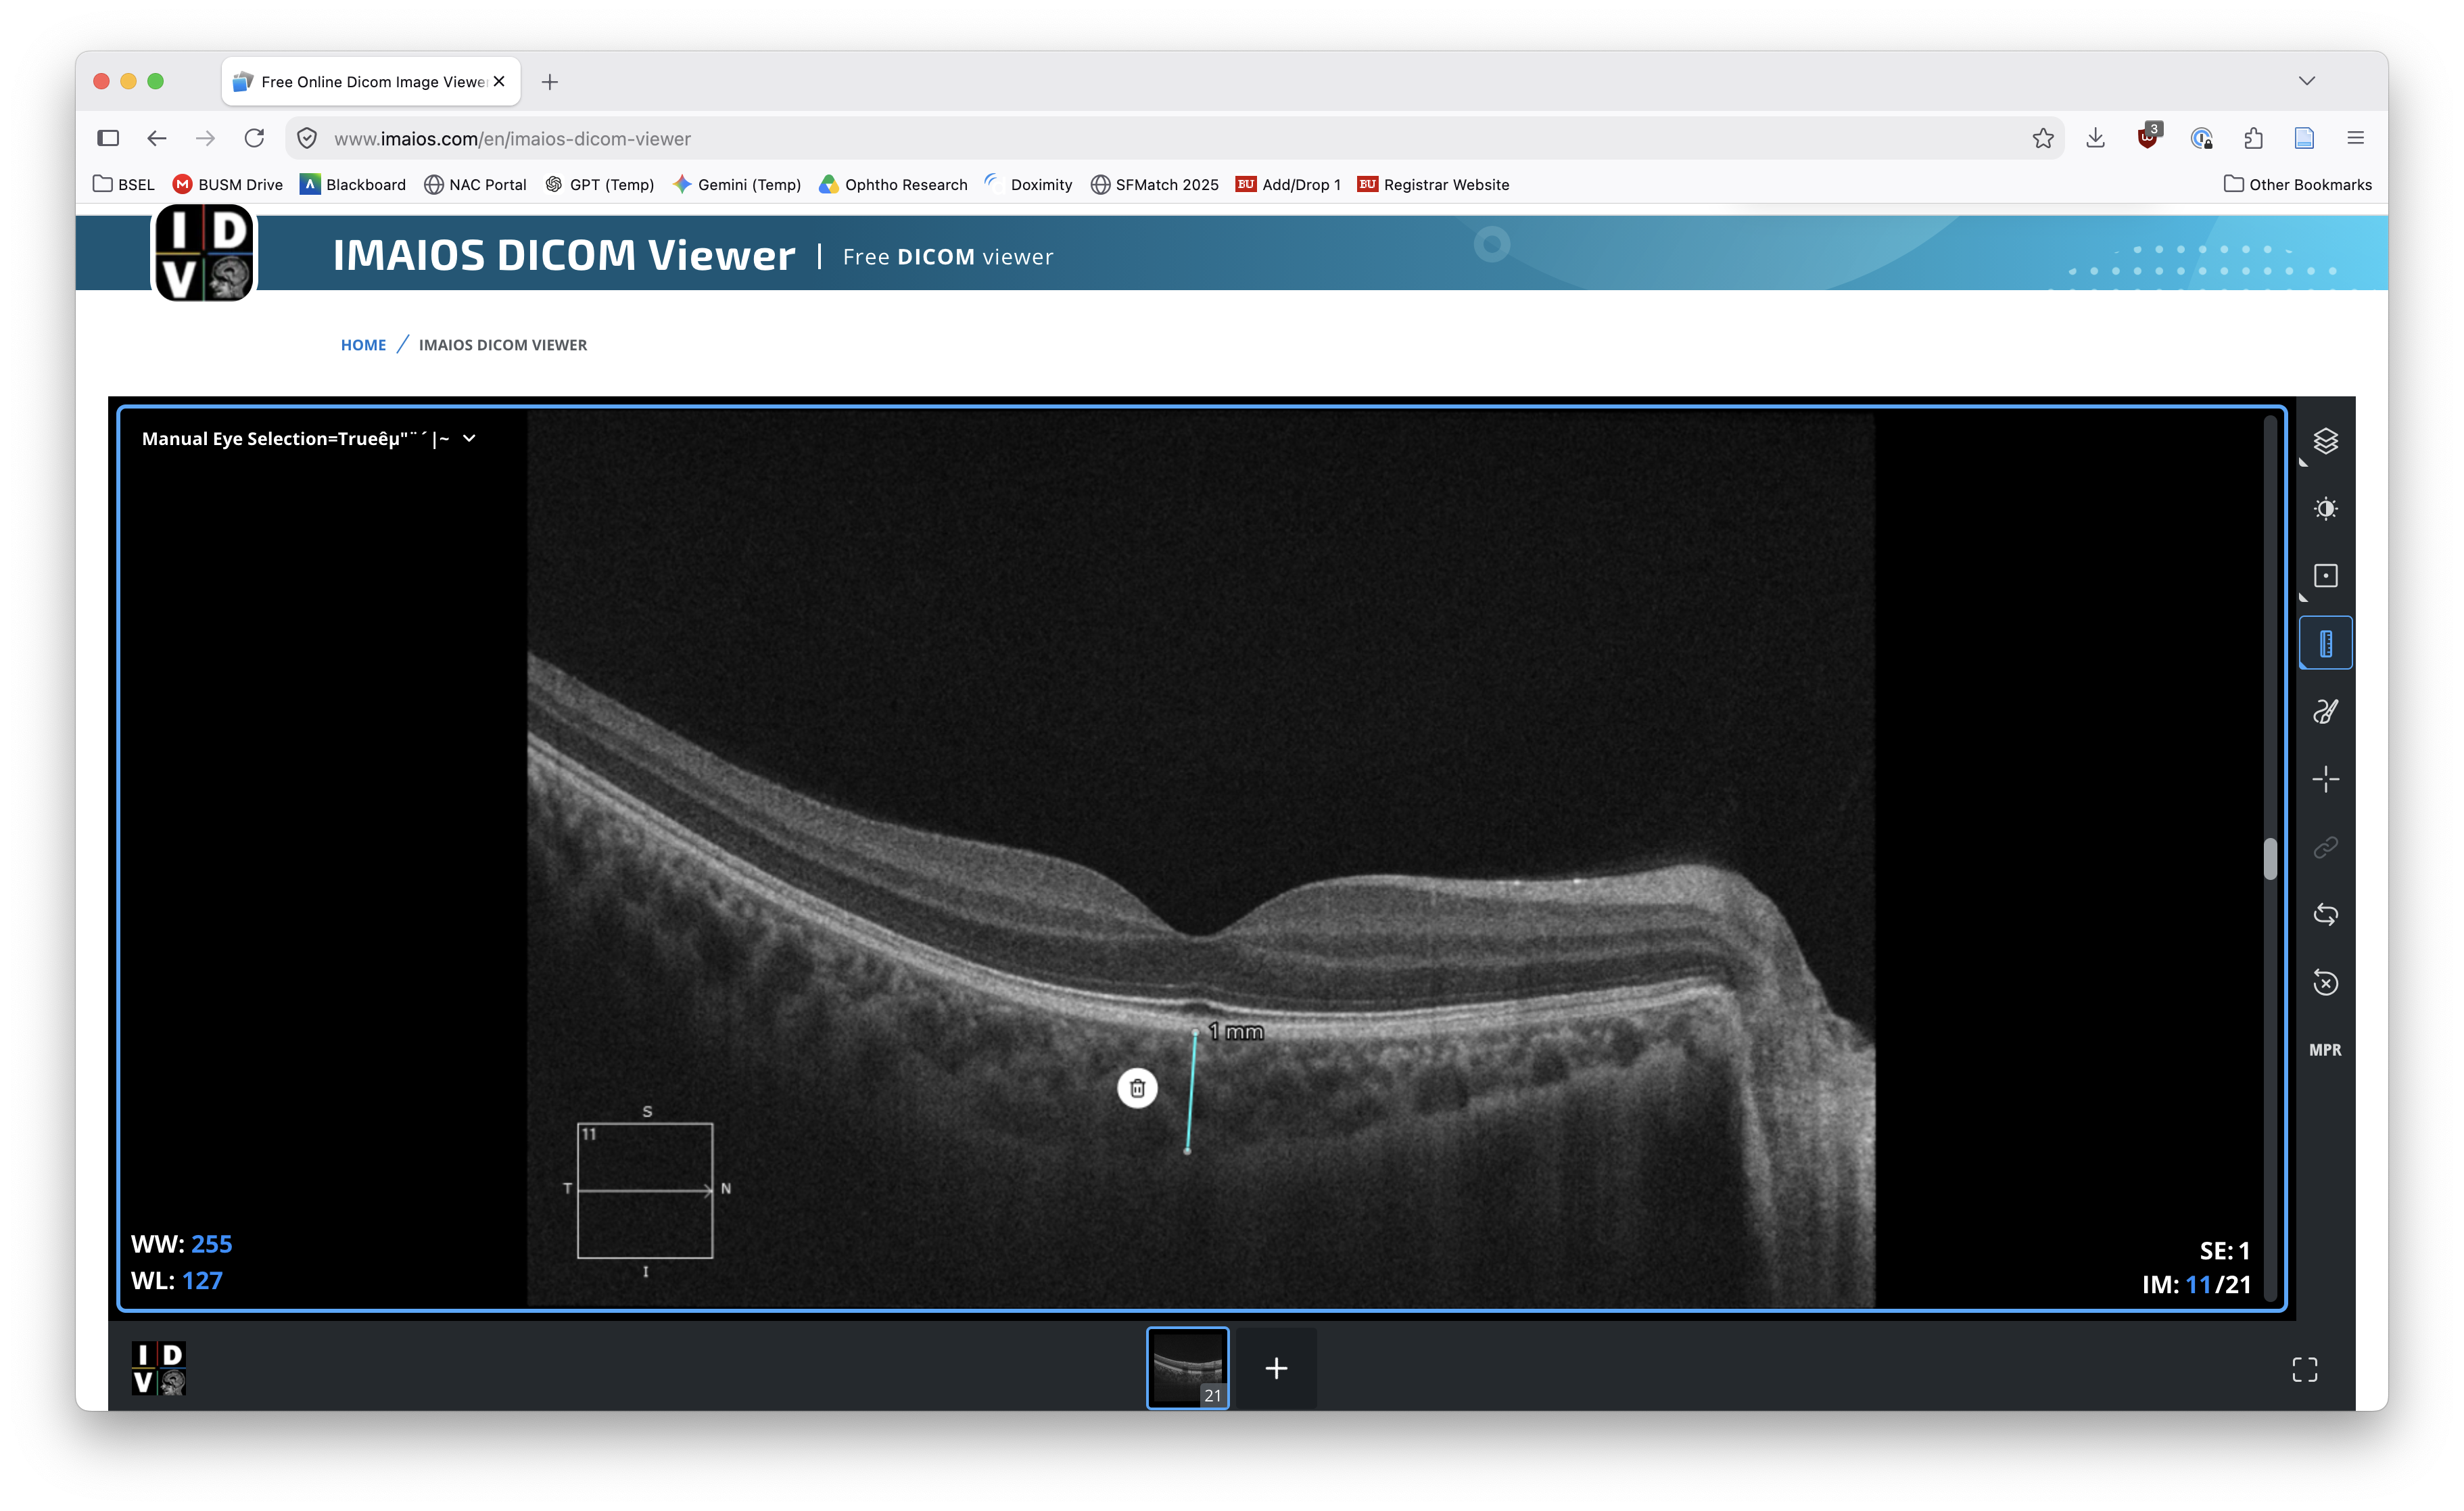 Free Online Dicom Image Viewe
www.imaios.com/en/imaios-dicom-viewer
3
BSEL
BUSM Drive
Blackboard
NAC Portal
GPT (Temp)
Gemini (Temp)
Ophtho Research
Doximity
SFMatch 2025
BU
Add/Drop 1
BU
Registrar Website
Other Bookmarks
I D
V
IMAIOS DICOM Viewer | Free DICOM viewer
HOME / IMAIOS DICOM VIEWER
Manual Eye Selection=Trueêµ"¨´|~
1 mm
MPR
S
11
T
N
I
WW: 255
WL: 127
SE: 1
IM: 11/21
I D
V
21